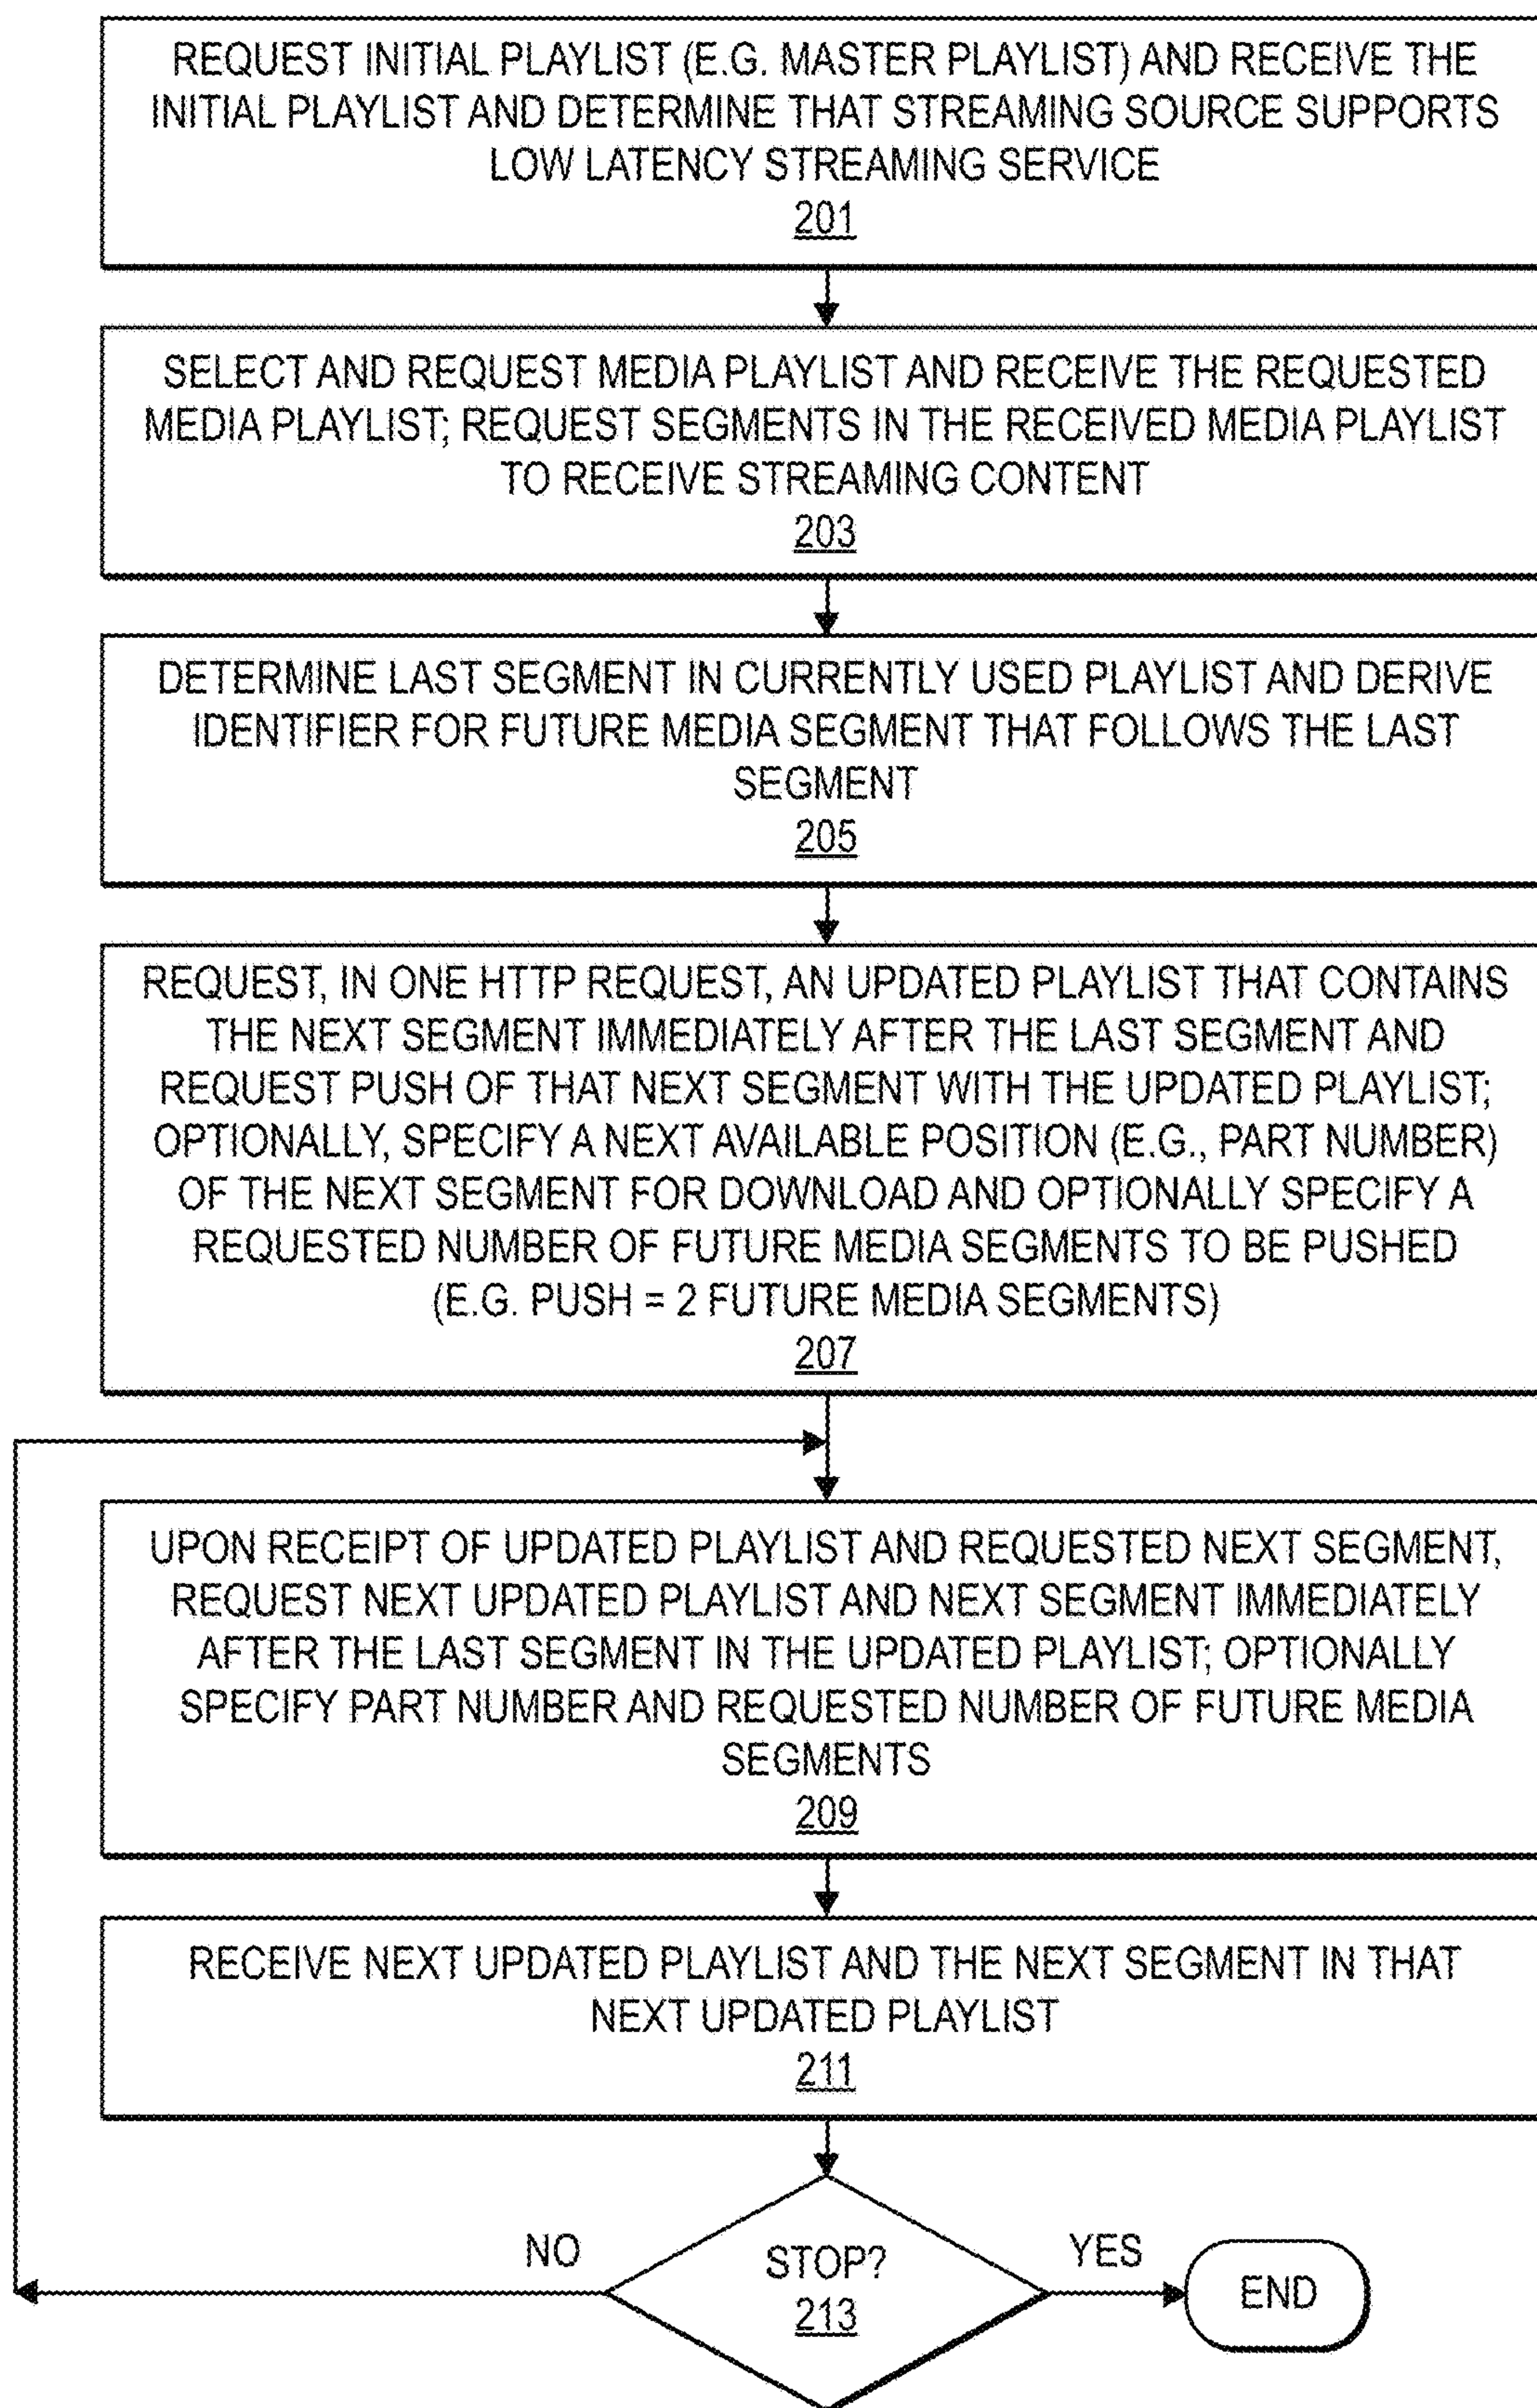 REQUEST INITIAL PLAYLIST (E.G. MASTER PLAYLIST) AND RECEIVE THE
INITIAL PLAYLIST AND DETERMINE THAT STREAMING SOURCE SUPPORTS
LOW LATENCY STREAMING SERVICE
201
SELECT AND REQUEST MEDIA PLAYLIST AND RECEIVE THE REQUESTED
MEDIA PLAYLIST; REQUEST SEGMENTS IN THE RECEIVED MEDIA PLAYLIST
TO RECEIVE STREAMING CONTENT
203
DETERMINE LAST SEGMENT IN CURRENTLY USED PLAYLIST AND DERIVE
IDENTIFIER FOR FUTURE MEDIA SEGMENT THAT FOLLOWS THE LAST
SEGMENT
205
REQUEST, IN ONE HTTP REQUEST, AN UPDATED PLAYLIST THAT CONTAINS
THE NEXT SEGMENT IMMEDIATELY AFTER THE LAST SEGMENT AND
REQUEST PUSH OF THAT NEXT SEGMENT WITH THE UPDATED PLAYLIST;
OPTIONALLY, SPECIFY A NEXT AVAILABLE POSITION (E.G., PART NUMBER)
OF THE NEXT SEGMENT FOR DOWNLOAD AND OPTIONALLY SPECIFY A
REQUESTED NUMBER OF FUTURE MEDIA SEGMENTS TO BE PUSHED
(E.G. PUSH = 2 FUTURE MEDIA SEGMENTS)
207
UPON RECEIPT OF UPDATED PLAYLIST AND REQUESTED NEXT SEGMENT,
REQUEST NEXT UPDATED PLAYLIST AND NEXT SEGMENT IMMEDIATELY
AFTER THE LAST SEGMENT IN THE UPDATED PLAYLIST; OPTIONALLY
SPECIFY PART NUMBER AND REQUESTED NUMBER OF FUTURE MEDIA
SEGMENTS
209
RECEIVE NEXT UPDATED PLAYLIST AND THE NEXT SEGMENT IN THAT
NEXT UPDATED PLAYLIST
211
NO
STOP?
213
YES
END